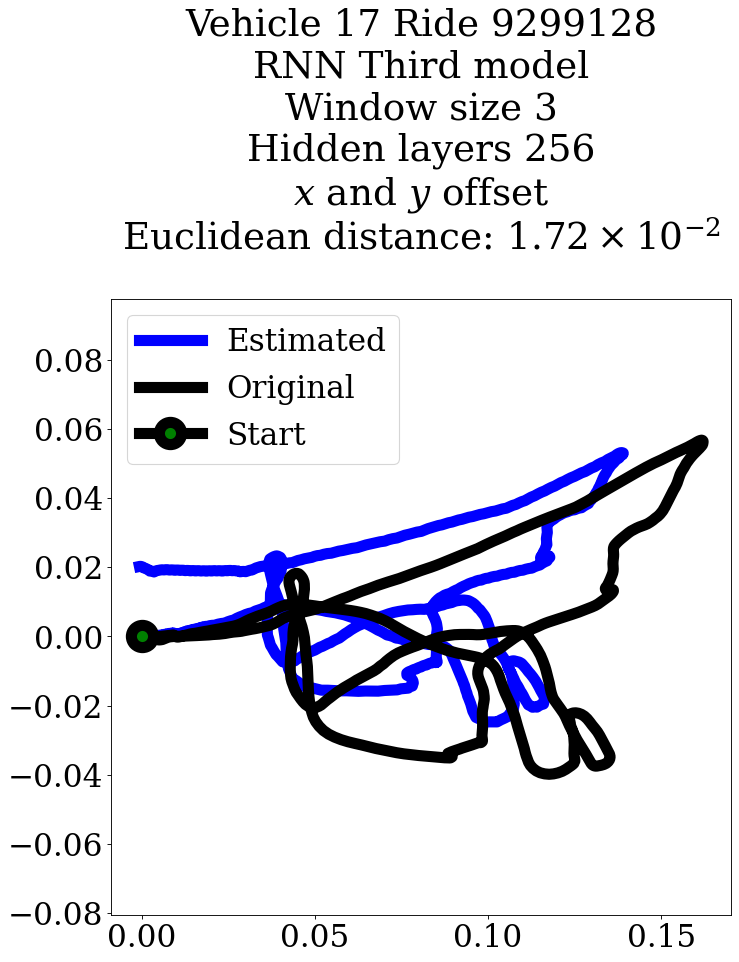 Vehicle 17 Ride 9299128
RNN Third model
Window size 3
Hidden layers 256
x and y offset
Euclidean distance: 1.72 × 10⁻²
Estimated
Original
Start
0.08
0.06
0.04
0.02
0.00
−0.02
−0.04
−0.06
−0.08
0.00 0.05 0.10 0.15